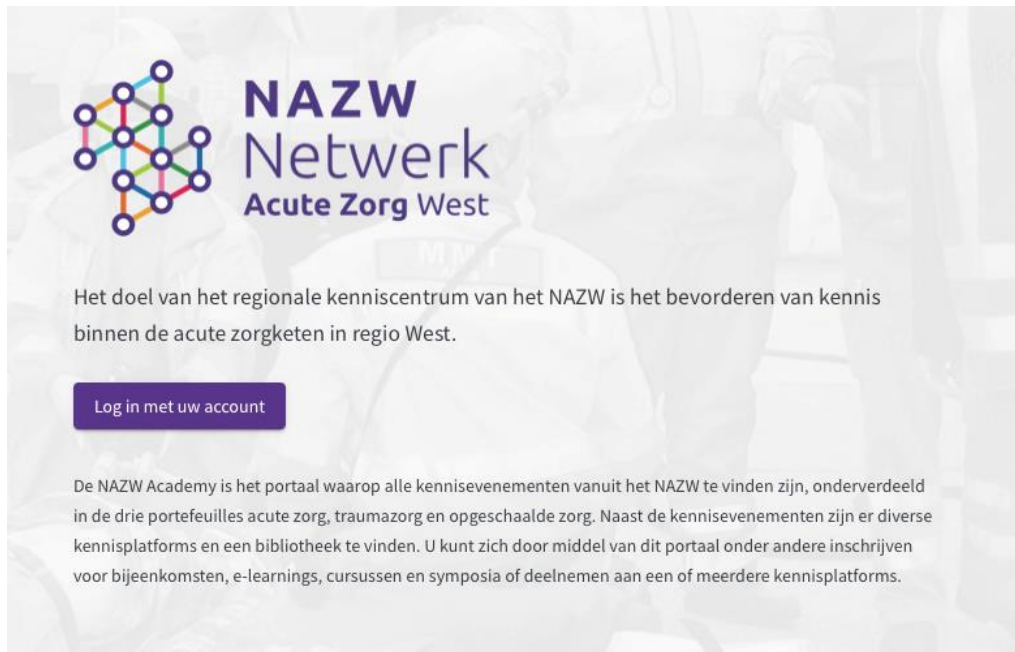 NAZW
Netwerk
Acute Zorg West
MMT
Het doel van het regionale kenniscentrum van het NAZW is het bevorderen van kennis
binnen de acute zorgketen in regio West.
Log in met uw account
De NAZW Academy is het portaal waarop alle kennisevenementen vanuit het NAZW te vinden zijn, onderverdeeld
in de drie portefeuilles acute zorg, traumazorg en opgeschaalde zorg. Naast de kennisevenementen zijn er diverse
kennisplatforms en een bibliotheek te vinden. U kunt zich door middel van dit portaal onder andere inschrijven
voor bijeenkomsten, e-learnings, cursussen en symposia of deelnemen aan een of meerdere kennisplatforms.